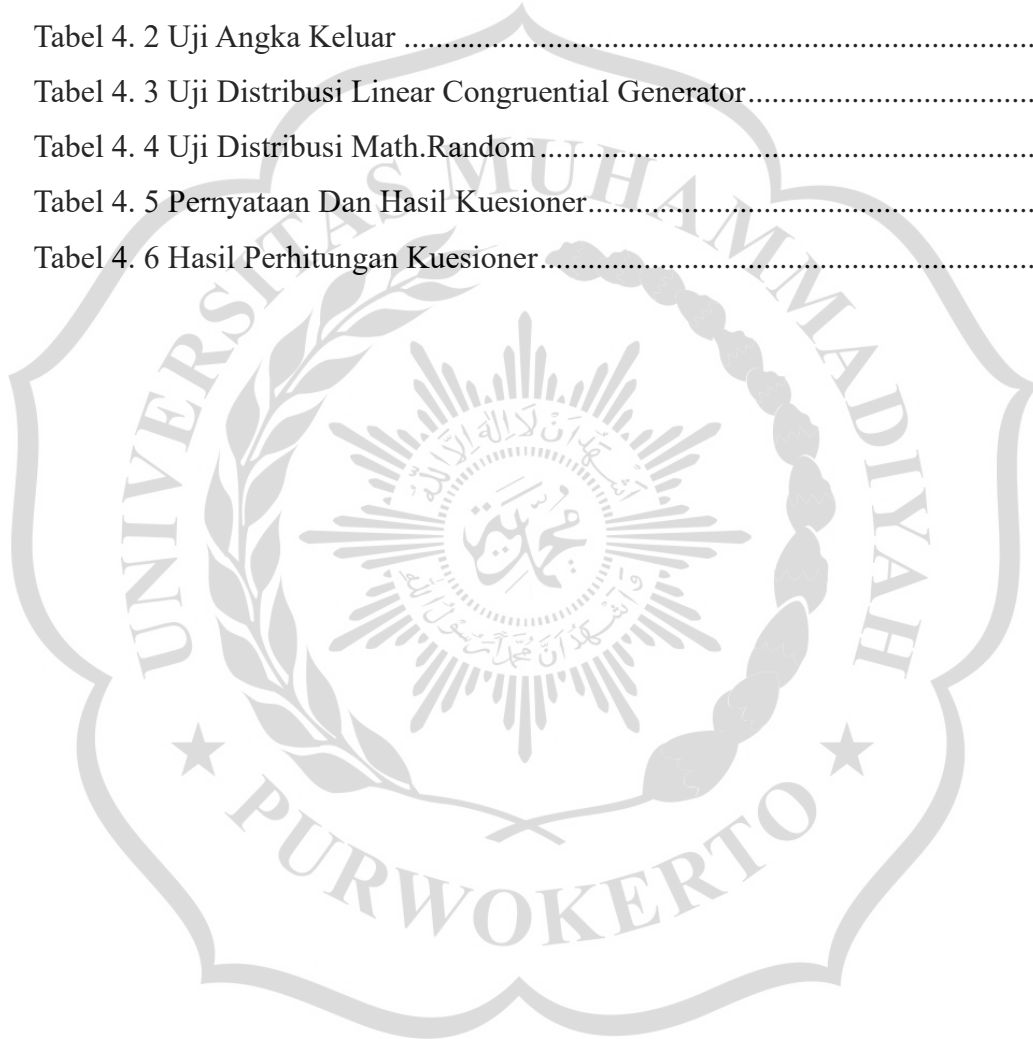 Tabel 4. 2 Uji Angka Keluar ................................................................................
Tabel 4. 3 Uji Distribusi Linear Congruential Generator....................................
Tabel 4. 4 Uji Distribusi Math.Random ..............................................................
Tabel 4. 5 Pernyataan Dan Hasil Kuesioner.........................................................
Tabel 4. 6 Hasil Perhitungan Kuesioner...............................................................
UNIVERSITAS MUHAMMADIYAH
PURWOKERTO